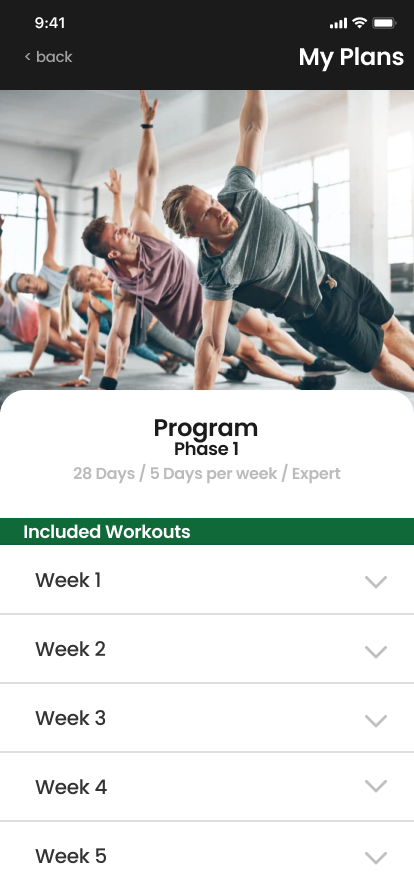 9:41
< back
My Plans
Program
Phase 1
28 Days / 5 Days per week / Expert
Included Workouts
Week 1
Week 2
Week 3
Week 4
Week 5